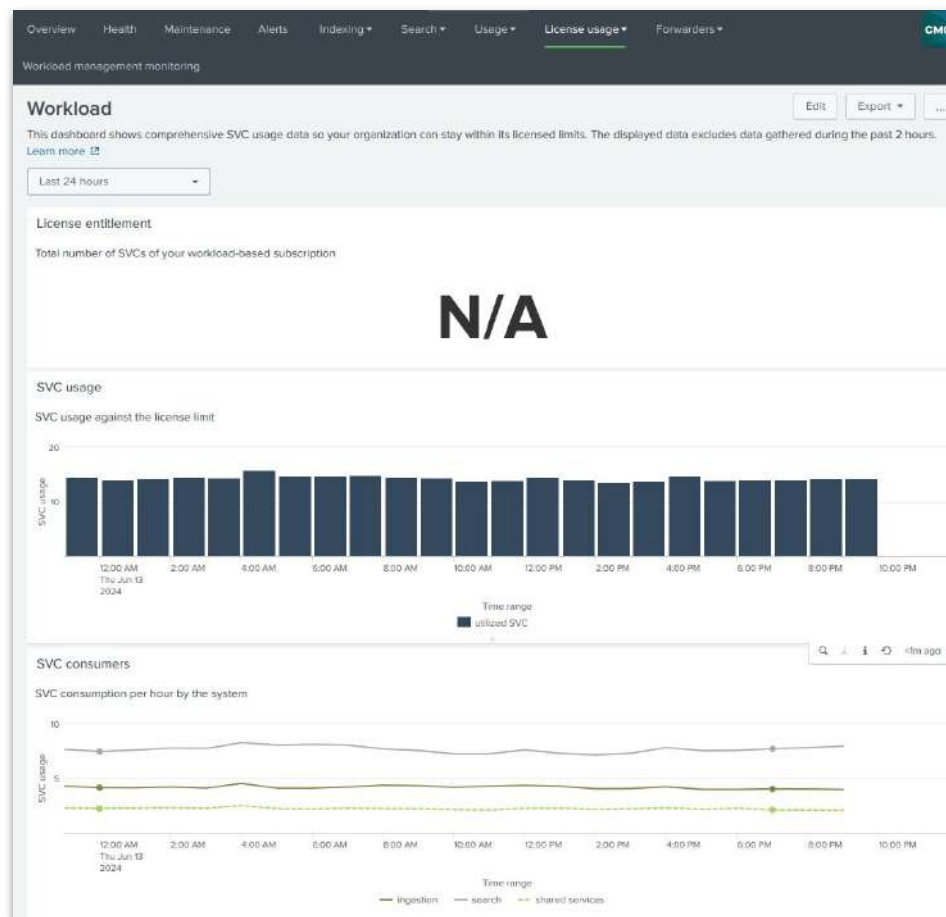 Overview Health Maintenance Alerts Indexing Search Usage License usage Forwarders CMC
Workload management monitoring
Workload
Edit Export ...
This dashboard shows comprehensive SVC usage data so your organization can stay within its licensed limits. The displayed data excludes data gathered during the past 2 hours.
Learn more
Last 24 hours
License entitlement
Total number of SVCs of your workload-based subscription
N/A
SVC usage
SVC usage against the license limit
20
10
SVC usage
12:00 AM 2:00 AM 4:00 AM 6:00 AM 8:00 AM 10:00 AM 12:00 PM 2:00 PM 4:00 PM 6:00 PM 8:00 PM 10:00 PM
Thu Jun 13
2024
Time range
utilized SVC
SVC consumers
<1m ago
SVC consumption per hour by the system
10
5
SVC usage
12:00 AM 2:00 AM 4:00 AM 6:00 AM 8:00 AM 10:00 AM 12:00 PM 2:00 PM 4:00 PM 6:00 PM 8:00 PM 10:00 PM
Thu Jun 13
2024
Time range
ingestion search shared services